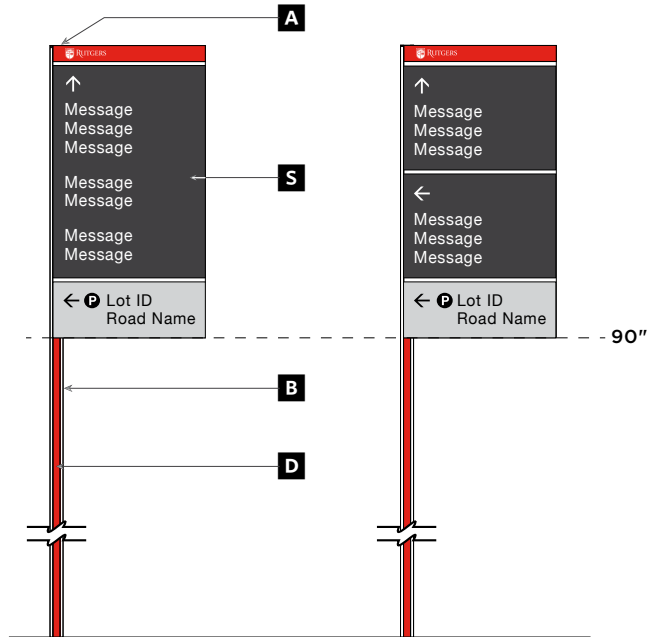 A
RUTGERS
↑
Message
Message
Message
Message
Message
Message
Message
← P Lot ID
Road Name
S
B
D
RUTGERS
↑
Message
Message
Message
←
Message
Message
Message
← P Lot ID
Road Name
90"